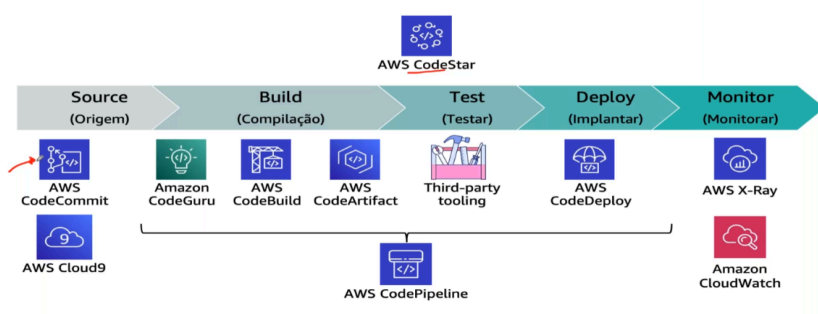 AWS CodeStar
Source
(Origem)
Build
(Compilação)
Test
(Testar)
Deploy
(Implantar)
Monitor
(Monitorar)
AWS
CodeCommit
Amazon
CodeGuru
AWS
CodeBuild
AWS
CodeArtifact
Third-party
tooling
AWS
CodeDeploy
AWS X-Ray
9
AWS Cloud9
Amazon
CloudWatch
AWS CodePipeline